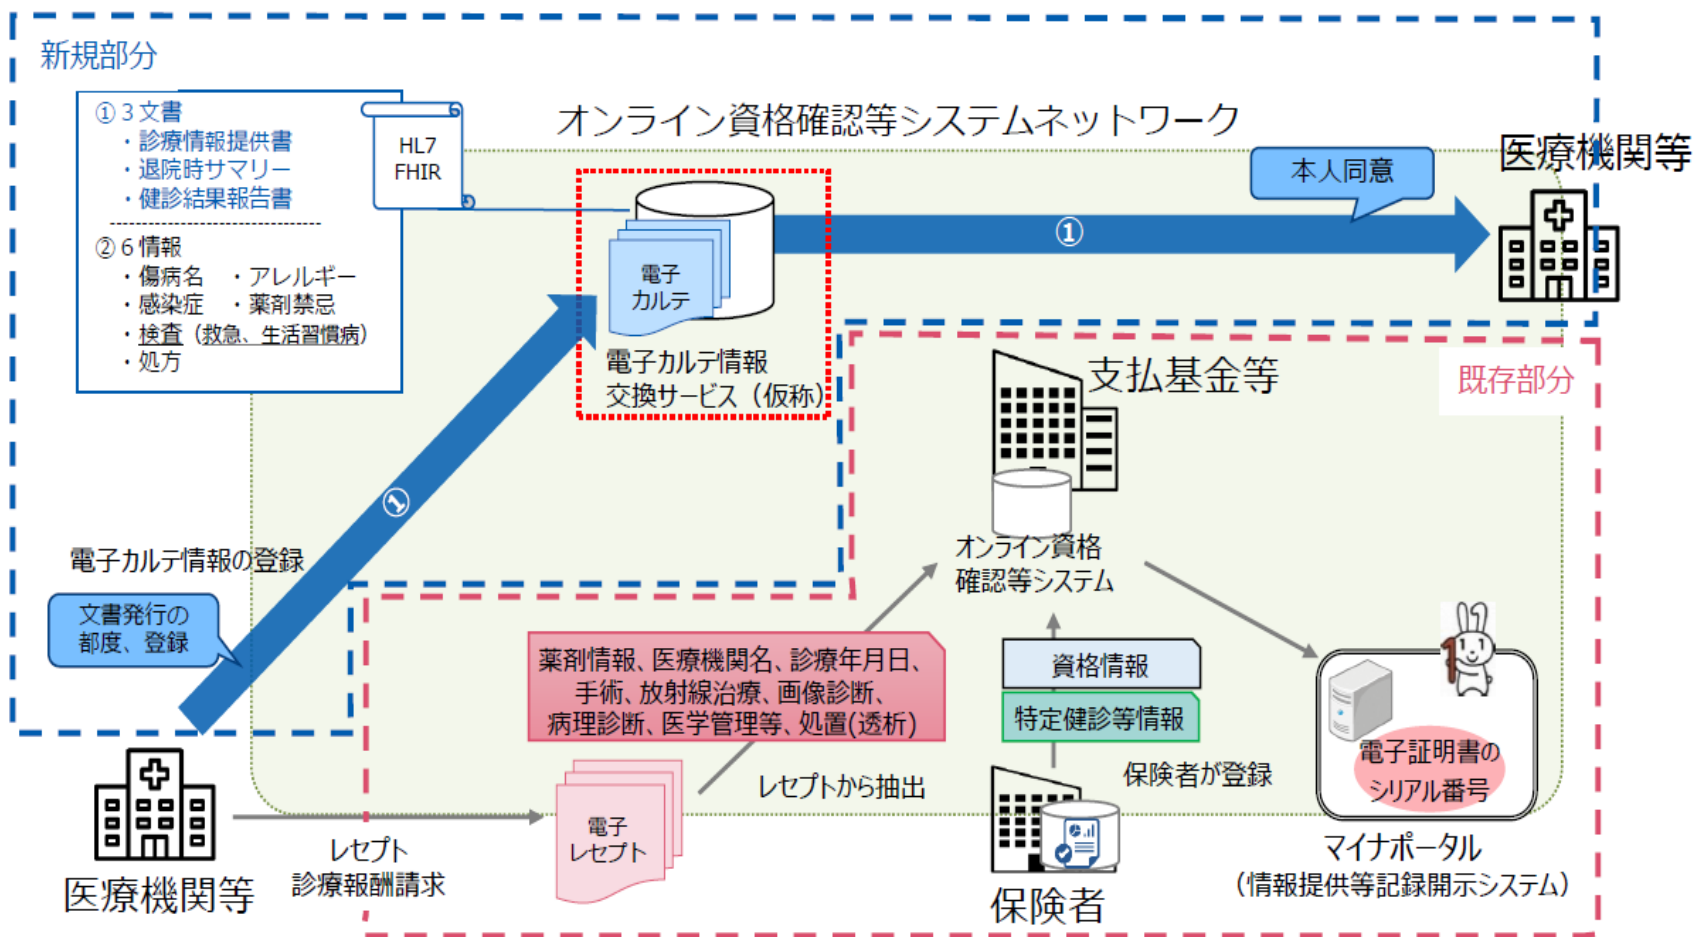 新規部分
①３文書
・診療情報提供書
・退院時サマリー
・健診結果報告書
②６情報
・傷病名　・アレルギー
・感染症　・薬剤禁忌
・検査（救急、生活習慣病）
・処方
HL7
FHIR
オンライン資格確認等システムネットワーク
医療機関等
本人同意
①
電子
カルテ
電子カルテ情報
交換サービス（仮称）
①
電子カルテ情報の登録
文書発行の
都度、登録
医療機関等
既存部分
支払基金等
オンライン資格
確認等システム
薬剤情報、医療機関名、診療年月日、
手術、放射線治療、画像診断、
病理診断、医学管理等、処置(透析)
資格情報
特定健診等情報
レセプトから抽出
保険者が登録
電子
レセプト
レセプト
診療報酬請求
保険者
電子証明書の
シリアル番号
マイナポータル
（情報提供等記録開示システム）